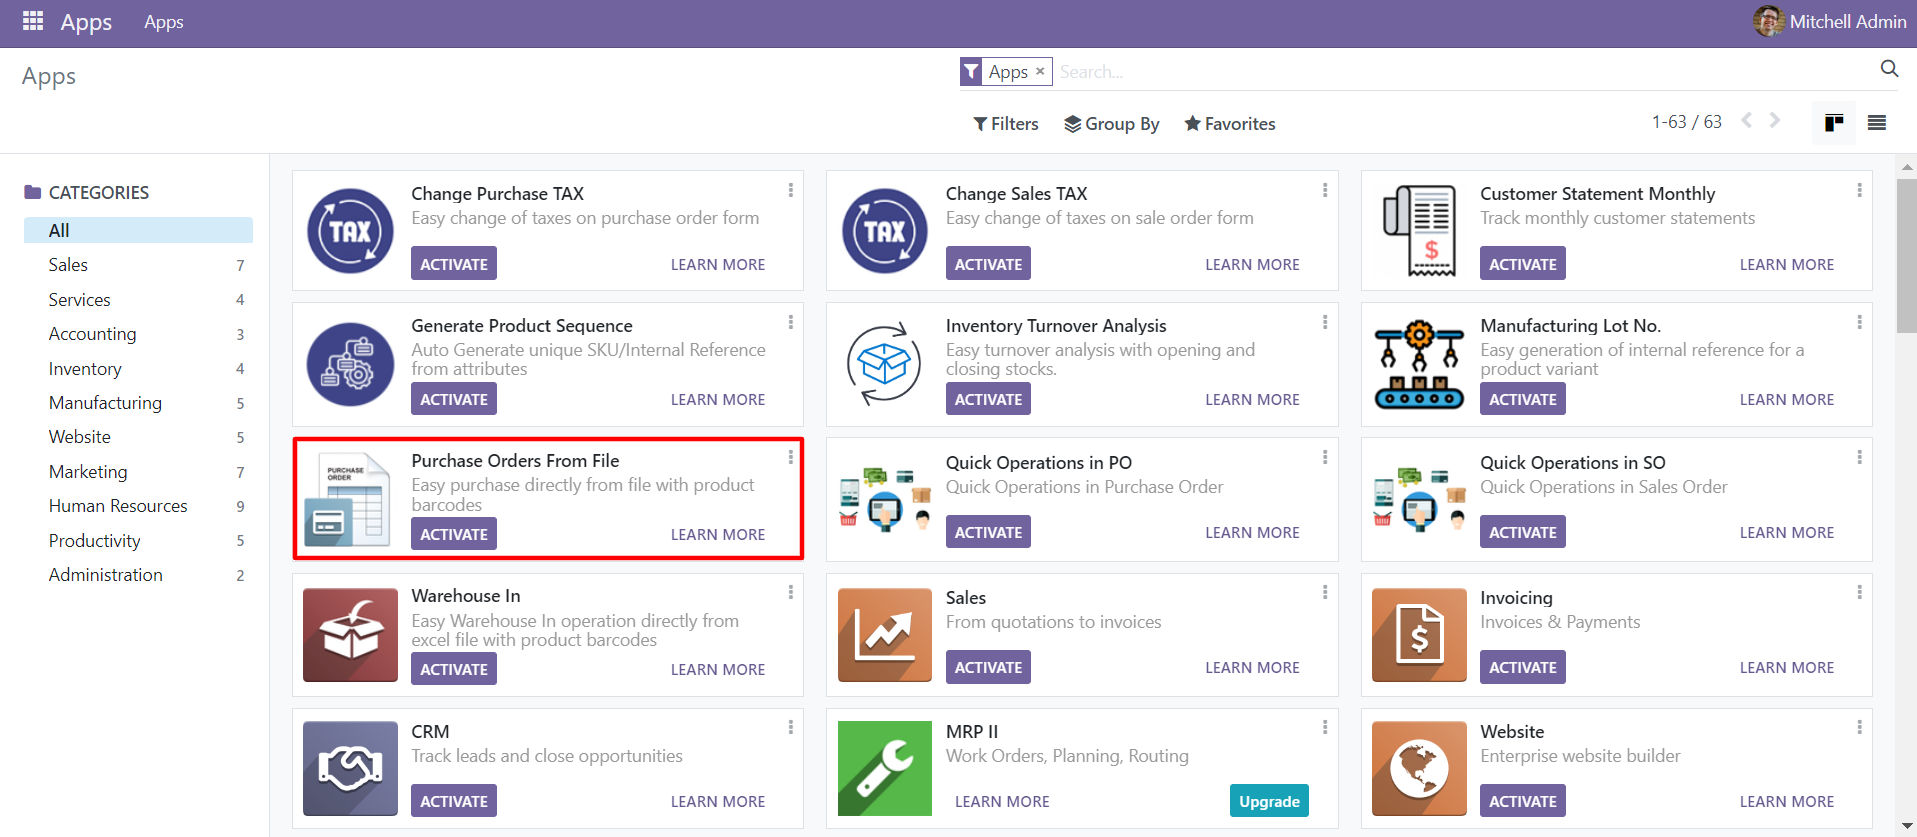 Apps
Apps
Mitchell Admin
Apps
Apps ×
Search...
Filters
Group By
Favorites
1-63 / 63
CATEGORIES
All
Sales 7
Services 4
Accounting 3
Inventory 4
Manufacturing 5
Website 5
Marketing 7
Human Resources 9
Productivity 5
Administration 2
TAX
Change Purchase TAX
Easy change of taxes on purchase order form
ACTIVATE
LEARN MORE
TAX
Change Sales TAX
Easy change of taxes on sale order form
ACTIVATE
LEARN MORE
$
Customer Statement Monthly
Track monthly customer statements
ACTIVATE
LEARN MORE
Generate Product Sequence
Auto Generate unique SKU/Internal Reference
from attributes
ACTIVATE
LEARN MORE
Inventory Turnover Analysis
Easy turnover analysis with opening and
closing stocks.
ACTIVATE
LEARN MORE
Manufacturing Lot No.
Easy generation of internal reference for a
product variant
ACTIVATE
LEARN MORE
PURCHASE
ORDER
Purchase Orders From File
Easy purchase directly from file with product
barcodes
ACTIVATE
LEARN MORE
Quick Operations in PO
Quick Operations in Purchase Order
ACTIVATE
LEARN MORE
Quick Operations in SO
Quick Operations in Sales Order
ACTIVATE
LEARN MORE
Warehouse In
Easy Warehouse In operation directly from
excel file with product barcodes
ACTIVATE
LEARN MORE
Sales
From quotations to invoices
ACTIVATE
LEARN MORE
$
Invoicing
Invoices & Payments
ACTIVATE
LEARN MORE
CRM
Track leads and close opportunities
ACTIVATE
LEARN MORE
MRP II
Work Orders, Planning, Routing
LEARN MORE
Upgrade
Website
Enterprise website builder
ACTIVATE
LEARN MORE